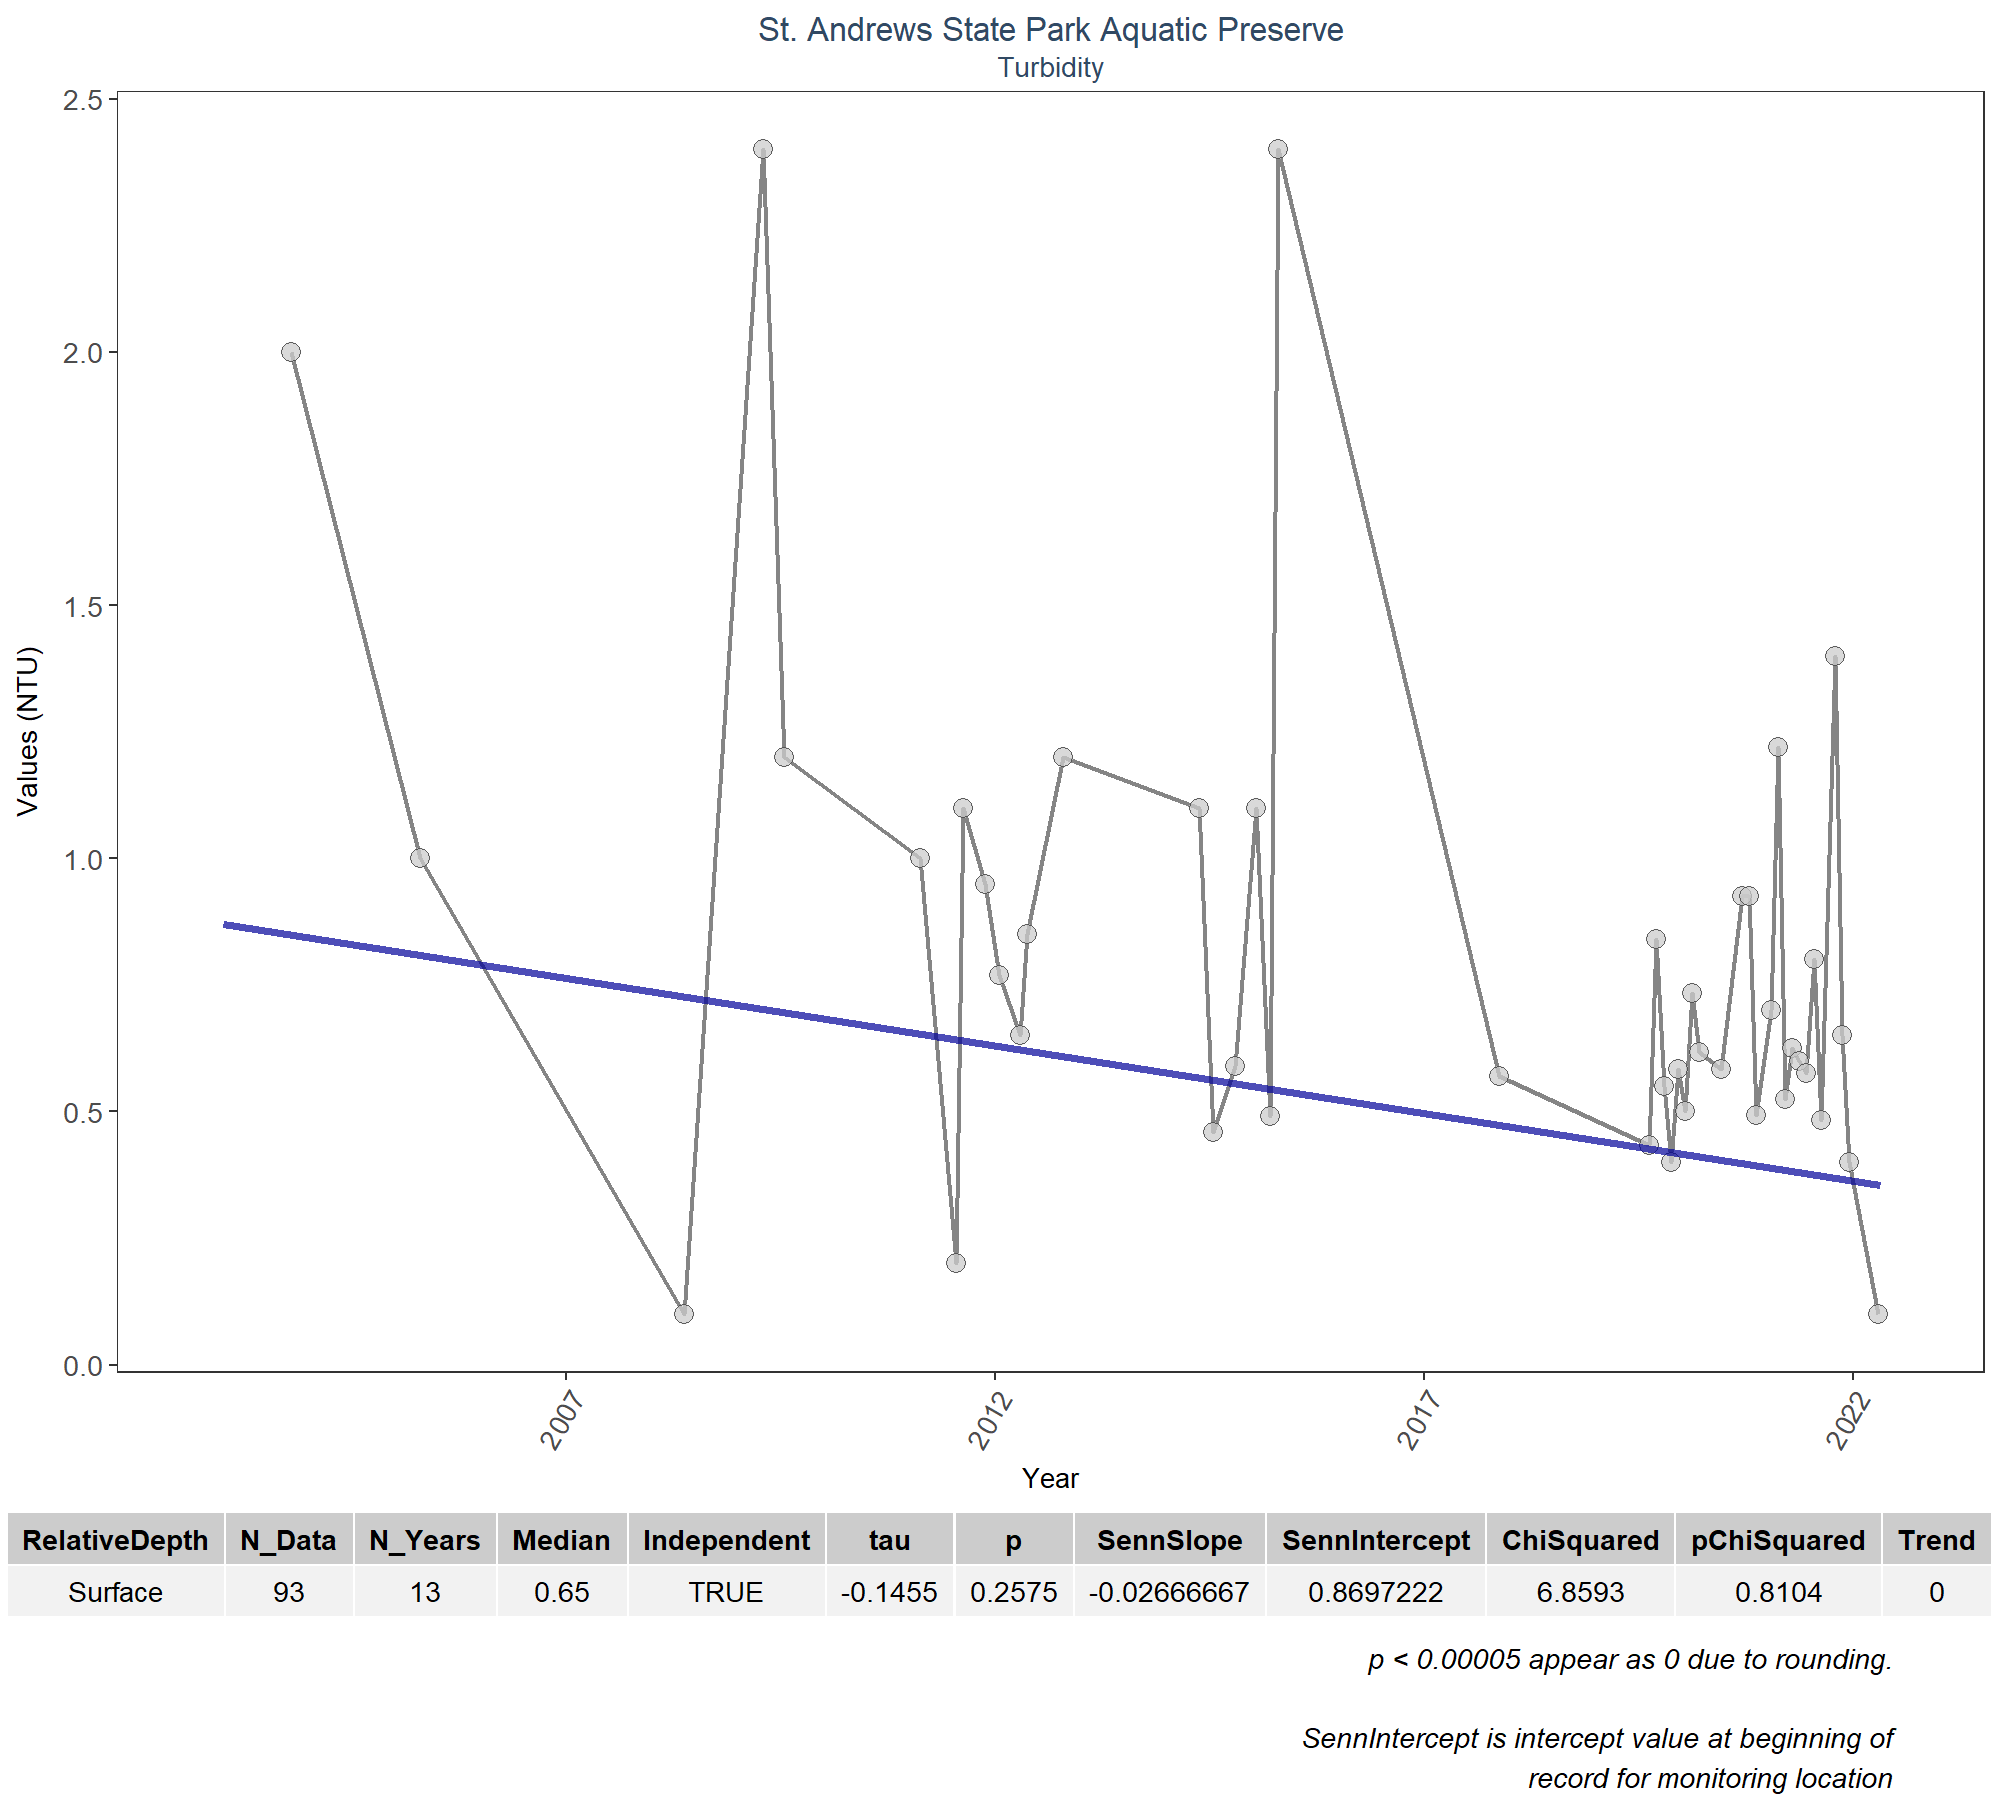 St. Andrews State Park Aquatic Preserve
Turbidity
2.5
2.0
1.5
1.0
0.5
0.0
Values (NTU)
2007
2012
2017
2022
Year
RelativeDepth N_Data N_Years Median Independent tau p SennSlope SennIntercept ChiSquared pChiSquared Trend
Surface 93 13 0.65 TRUE -0.1455 0.2575 -0.02666667 0.8697222 6.8593 0.8104 0
p < 0.00005 appear as 0 due to rounding.
SennIntercept is intercept value at beginning of
record for monitoring location